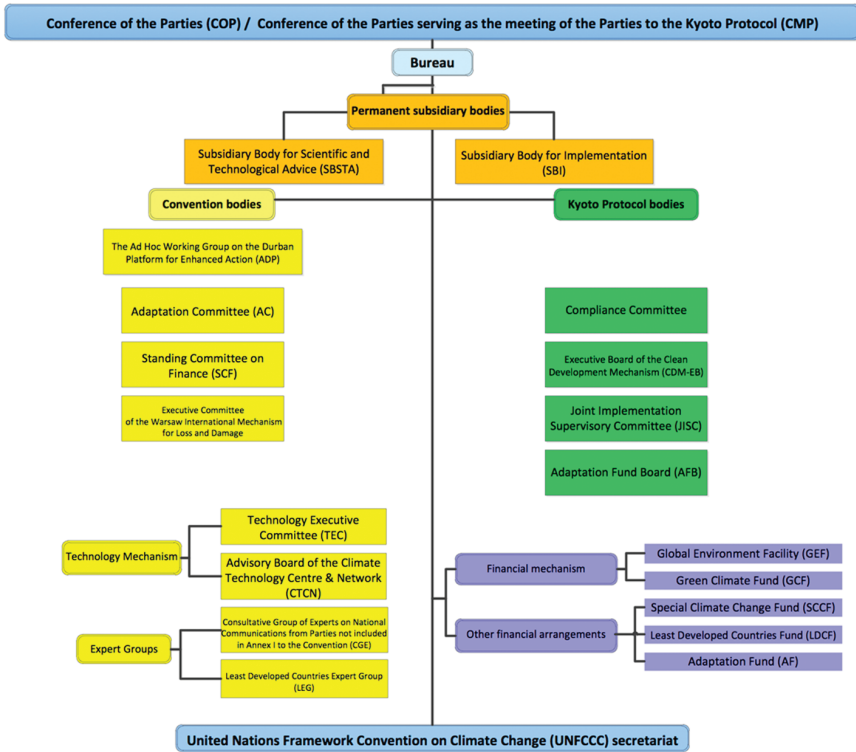 Conference of the Parties (COP) / Conference of the Parties serving as the meeting of the Parties to the Kyoto Protocol (CMP)
Bureau
Permanent subsidiary bodies
Subsidiary Body for Scientific and
Technological Advice (SBSTA)
Subsidiary Body for Implementation
(SBI)
Convention bodies
Kyoto Protocol bodies
The Ad Hoc Working Group on the Durban
Platform for Enhanced Action (ADP)
Adaptation Committee (AC)
Standing Committee on
Finance (SCF)
Executive Committee
of the Warsaw International Mechanism
for Loss and Damage
Compliance Committee
Executive Board of the Clean
Development Mechanism (CDM-EB)
Joint Implementation
Supervisory Committee (JISC)
Adaptation Fund Board (AFB)
Technology Mechanism
Technology Executive
Committee (TEC)
Advisory Board of the Climate
Technology Centre & Network
(CTCN)
Expert Groups
Consultative Group of Experts on National
Communications from Parties not included
in Annex I to the Convention (CGE)
Least Developed Countries Expert Group
(LEG)
Financial mechanism
Global Environment Facility (GEF)
Green Climate Fund (GCF)
Other financial arrangements
Special Climate Change Fund (SCCF)
Least Developed Countries Fund (LDCF)
Adaptation Fund (AF)
United Nations Framework Convention on Climate Change (UNFCCC) secretariat